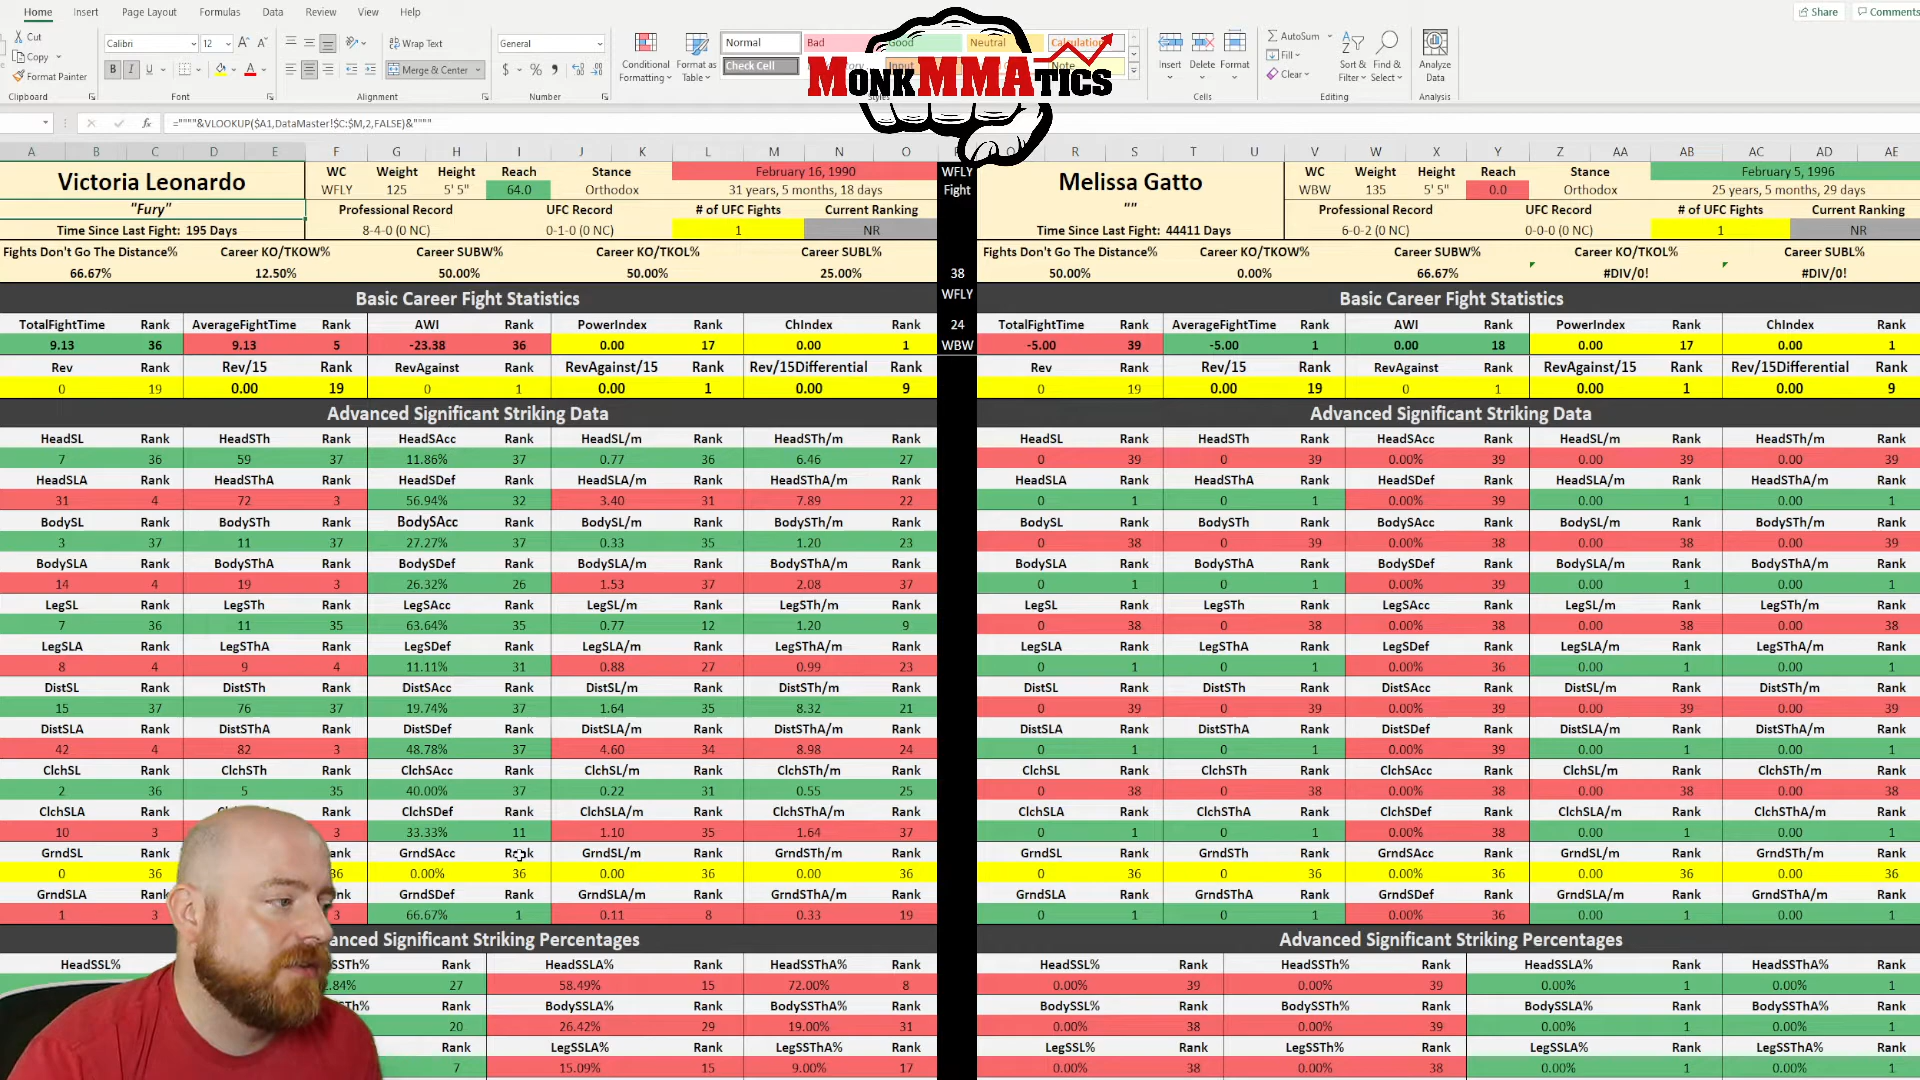 Home Insert Page Layout Formulas Data Review View Help Share Comments
Cut Calibri 12 Wrap Text General Normal Bad Good Neutral Calculation AutoSum
Copy Fill
Format Painter B I U Merge & Center $ % Conditional Formatting Format as Table Check Cell Input Note Insert Delete Format Clear Sort & Filter Find & Select Analyze Data
Clipboard Font Alignment Number Styles Cells Editing Analysis
MonkMMAtics
fx =""""&VLOOKUP($A1,DataMaster!$C:$M,2,FALSE)&""""
A B C D E F G H I J K L M N O R S T U V W X Y Z AA AB AC AD AE
Victoria Leonardo WC Weight Height Reach Stance February 16, 1990 WFLY Melissa Gatto WC Weight Height Reach Stance February 5, 1996
WFLY 125 5' 5" 64.0 Orthodox 31 years, 5 months, 18 days Fight WBW 135 5' 5" 0.0 Orthodox 25 years, 5 months, 29 days
"Fury" Professional Record UFC Record # of UFC Fights Current Ranking "" Professional Record UFC Record # of UFC Fights Current Ranking
Time Since Last Fight: 195 Days 8-4-0 (0 NC) 0-1-0 (0 NC) 1 NR Time Since Last Fight: 44411 Days 6-0-2 (0 NC) 0-0-0 (0 NC) 1 NR
Fights Don't Go The Distance% Career KO/TKOW% Career SUBW% Career KO/TKOL% Career SUBL% Fights Don't Go The Distance% Career KO/TKOW% Career SUBW% Career KO/TKOL% Career SUBL%
66.67% 12.50% 50.00% 50.00% 25.00% 38 50.00% 0.00% 66.67% #DIV/0! #DIV/0!
Basic Career Fight Statistics WFLY Basic Career Fight Statistics
TotalFightTime Rank AverageFightTime Rank AWI Rank PowerIndex Rank ChIndex Rank 24 TotalFightTime Rank AverageFightTime Rank AWI Rank PowerIndex Rank ChIndex Rank
9.13 36 9.13 5 -23.38 36 0.00 17 0.00 1 WBW -5.00 39 -5.00 1 0.00 18 0.00 17 0.00 1
Rev Rank Rev/15 Rank RevAgainst Rank RevAgainst/15 Rank Rev/15Differential Rank Rev Rank Rev/15 Rank RevAgainst Rank RevAgainst/15 Rank Rev/15Differential Rank
0 19 0.00 19 0 1 0.00 1 0.00 9 0 19 0.00 19 0 1 0.00 1 0.00 9
Advanced Significant Striking Data Advanced Significant Striking Data
HeadSL Rank HeadSTh Rank HeadSAcc Rank HeadSL/m Rank HeadSTh/m Rank HeadSL Rank HeadSTh Rank HeadSAcc Rank HeadSL/m Rank HeadSTh/m Rank
7 36 59 37 11.86% 37 0.77 36 6.46 27 0 39 0 39 0.00% 39 0.00 39 0.00 39
HeadSLA Rank HeadSThA Rank HeadSDef Rank HeadSLA/m Rank HeadSThA/m Rank HeadSLA Rank HeadSThA Rank HeadSDef Rank HeadSLA/m Rank HeadSThA/m Rank
31 4 72 3 56.94% 32 3.40 31 7.89 22 0 1 0 1 0.00% 39 0.00 1 0.00 1
BodySL Rank BodySTh Rank BodySAcc Rank BodySL/m Rank BodySTh/m Rank BodySL Rank BodySTh Rank BodySAcc Rank BodySL/m Rank BodySTh/m Rank
3 37 11 37 27.27% 37 0.33 35 1.20 23 0 38 0 39 0.00% 38 0.00 38 0.00 39
BodySLA Rank BodySThA Rank BodySDef Rank BodySLA/m Rank BodySThA/m Rank BodySLA Rank BodySThA Rank BodySDef Rank BodySLA/m Rank BodySThA/m Rank
14 4 19 3 26.32% 26 1.53 37 2.08 37 0 1 0 1 0.00% 39 0.00 1 0.00 1
LegSL Rank LegSTh Rank LegSAcc Rank LegSL/m Rank LegSTh/m Rank LegSL Rank LegSTh Rank LegSAcc Rank LegSL/m Rank LegSTh/m Rank
7 36 11 35 63.64% 35 0.77 12 1.20 9 0 38 0 38 0.00% 38 0.00 38 0.00 38
LegSLA Rank LegSThA Rank LegSDef Rank LegSLA/m Rank LegSThA/m Rank LegSLA Rank LegSThA Rank LegSDef Rank LegSLA/m Rank LegSThA/m Rank
8 4 9 4 11.11% 31 0.88 27 0.99 23 0 1 0 1 0.00% 36 0.00 1 0.00 1
DistSL Rank DistSTh Rank DistSAcc Rank DistSL/m Rank DistSTh/m Rank DistSL Rank DistSTh Rank DistSAcc Rank DistSL/m Rank DistSTh/m Rank
15 37 76 37 19.74% 37 1.64 35 8.32 21 0 39 0 39 0.00% 39 0.00 39 0.00 39
DistSLA Rank DistSThA Rank DistSDef Rank DistSLA/m Rank DistSThA/m Rank DistSLA Rank DistSThA Rank DistSDef Rank DistSLA/m Rank DistSThA/m Rank
42 4 82 3 48.78% 37 4.60 34 8.98 24 0 1 0 1 0.00% 39 0.00 1 0.00 1
ClchSL Rank ClchSTh Rank ClchSAcc Rank ClchSL/m Rank ClchSTh/m Rank ClchSL Rank ClchSTh Rank ClchSAcc Rank ClchSL/m Rank ClchSTh/m Rank
2 36 5 35 40.00% 37 0.22 31 0.55 25 0 38 0 38 0.00% 38 0.00 38 0.00 38
ClchSLA Rank Rank ClchSDef Rank ClchSLA/m Rank ClchSThA/m Rank ClchSLA Rank ClchSThA Rank ClchSDef Rank ClchSLA/m Rank ClchSThA/m Rank
10 3 3 33.33% 11 1.10 35 1.64 37 0 1 0 1 0.00% 38 0.00 1 0.00 1
GrndSL Rank GrndSAcc Rank GrndSL/m Rank GrndSTh/m Rank GrndSL Rank GrndSTh Rank GrndSAcc Rank GrndSL/m Rank GrndSTh/m Rank
0 36 36 0.00% 36 0.00 36 0.00 36 0 36 0 36 0.00% 36 0.00 36 0.00 36
GrndSLA Rank Rank GrndSDef Rank GrndSLA/m Rank GrndSThA/m Rank GrndSLA Rank GrndSThA Rank GrndSDef Rank GrndSLA/m Rank GrndSThA/m Rank
1 3 3 66.67% 1 0.11 8 0.33 19 0 1 0 1 0.00% 36 0.00 1 0.00 1
anced Significant Striking Percentages Advanced Significant Striking Percentages
HeadSSL% SSTh% Rank HeadSSLA% Rank HeadSSThA% Rank HeadSSL% Rank HeadSSTh% Rank HeadSSLA% Rank HeadSSThA% Rank
.84% 27 58.49% 15 72.00% 8 0.00% 39 0.00% 39 0.00% 1 0.00% 1
STh% Rank BodySSLA% Rank BodySSThA% Rank BodySSL% Rank BodySSTh% Rank BodySSLA% Rank BodySSThA% Rank
20 26.42% 29 19.00% 31 0.00% 38 0.00% 39 0.00% 1 0.00% 1
Rank LegSSLA% Rank LegSSThA% Rank LegSSL% Rank LegSSTh% Rank LegSSLA% Rank LegSSThA% Rank
7 15.09% 15 9.00% 17 0.00% 38 0.00% 38 0.00% 1 0.00% 1